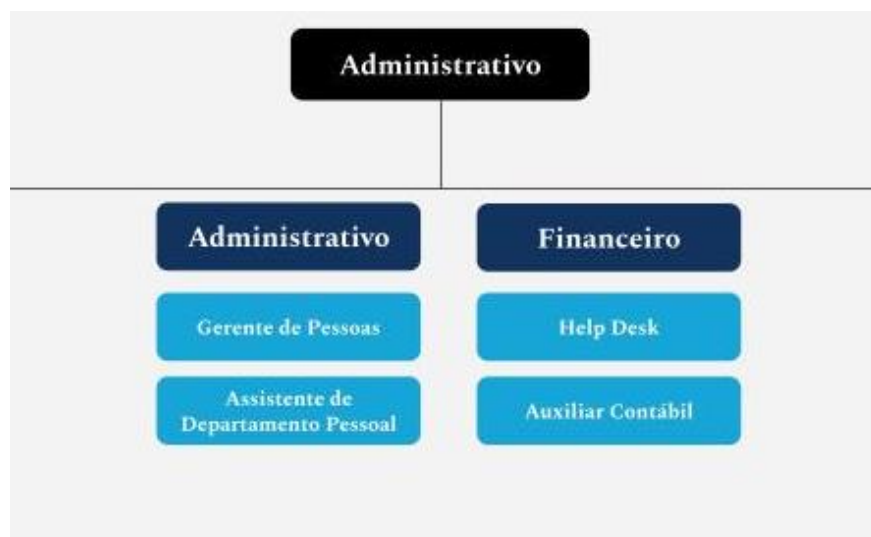 Administrativo
Administrativo
Financeiro
Gerente de Pessoas
Help Desk
Assistente de
Departamento Pessoal
Auxiliar Contábil